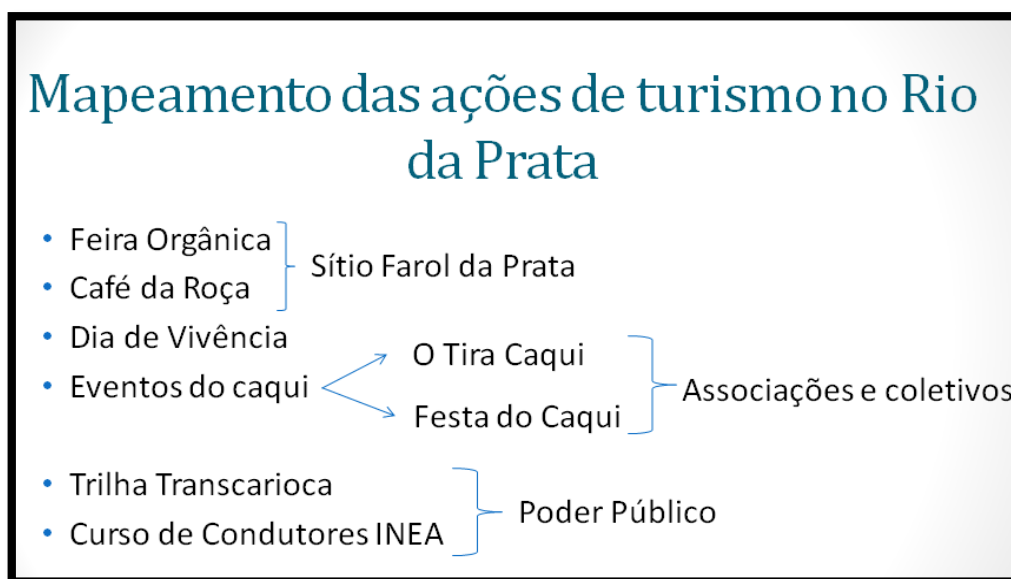 Mapeamento das ações de turismo no Rio
da Prata
• Feira Orgânica
• Café da Roça
Sítio Farol da Prata
• Dia de Vivência
• Eventos do caqui
O Tira Caqui
Festa do Caqui
Associações e coletivos
• Trilha Transcarioca
• Curso de Condutores INEA
Poder Público